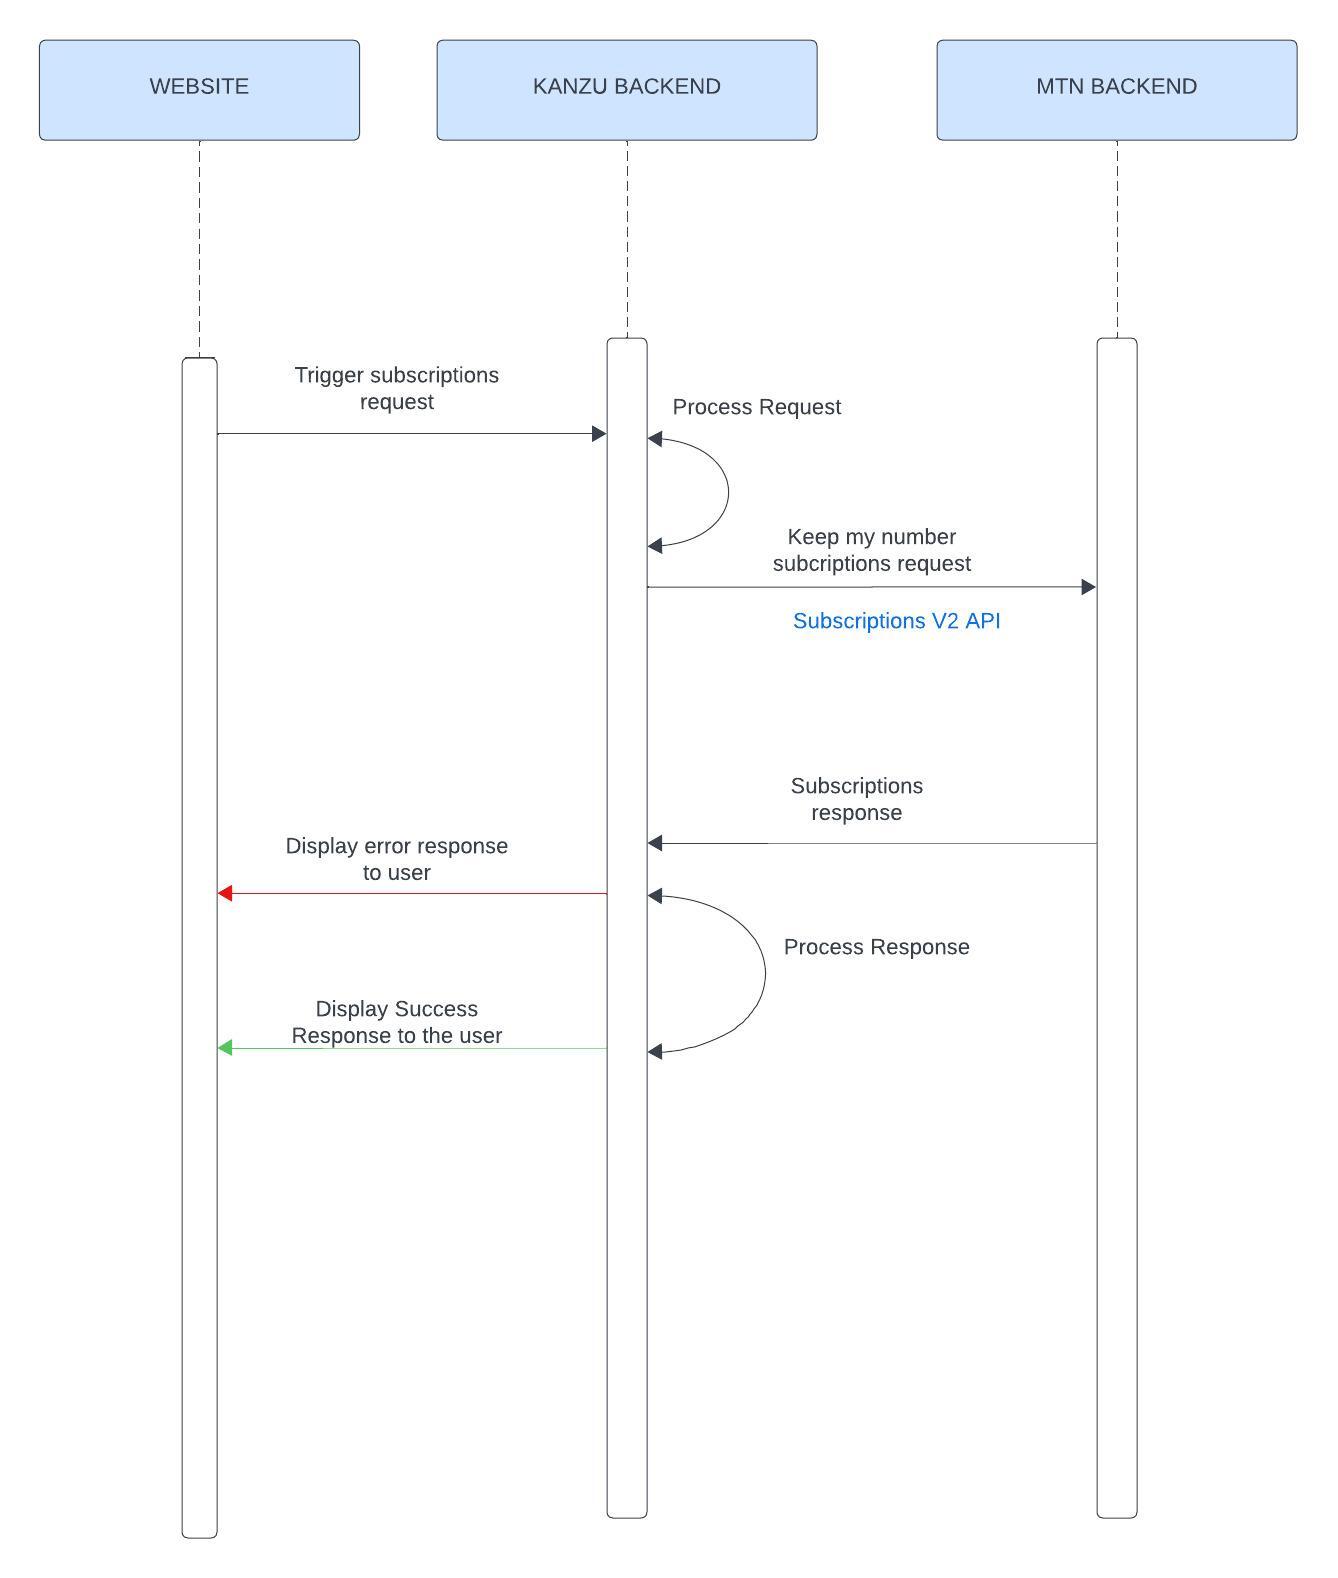 WEBSITE
KANZU BACKEND
MTN BACKEND
Trigger subscriptions
request
Process Request
Keep my number
subcriptions request
Subscriptions V2 API
Subscriptions
response
Display error response
to user
Process Response
Display Success
Response to the user